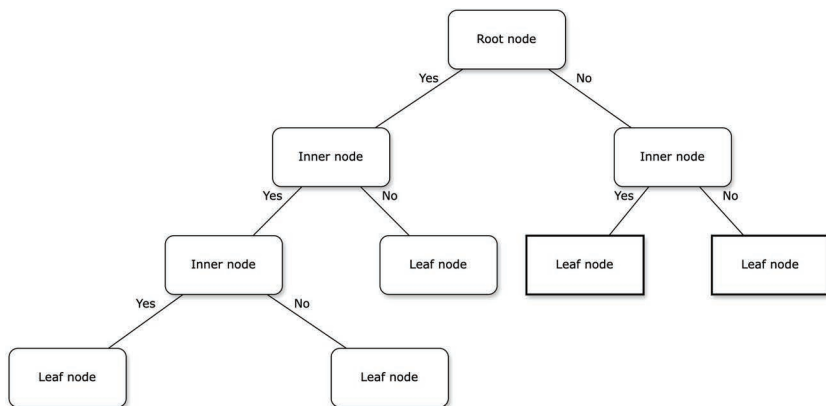 Root node
Yes
No
Inner node
Inner node
Yes
No
Yes
No
Inner node
Leaf node
Leaf node
Leaf node
Yes
No
Leaf node
Leaf node